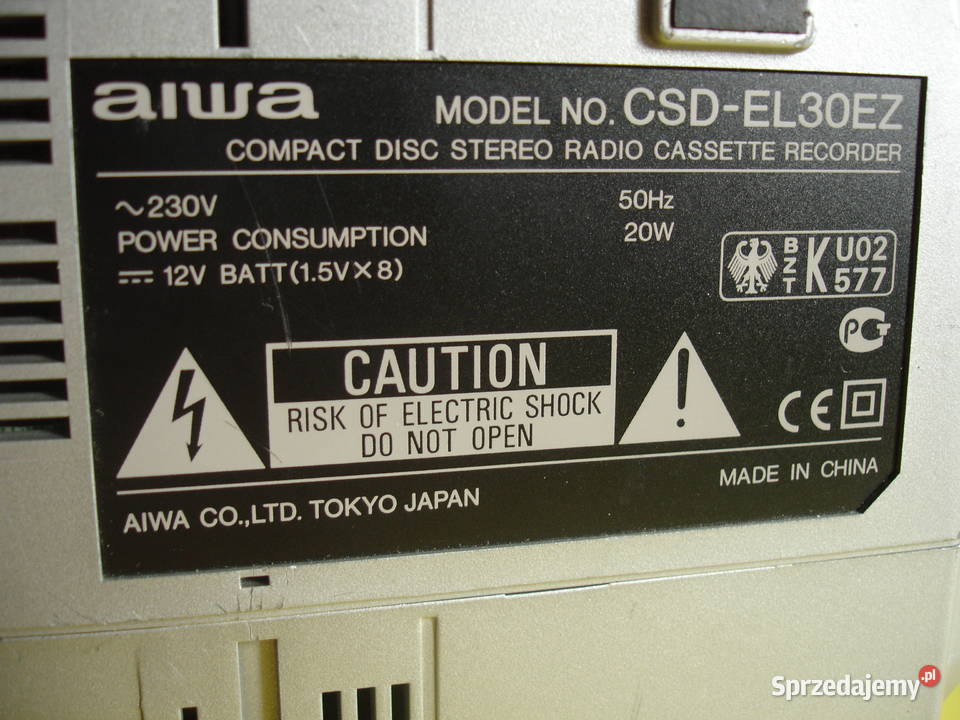 aiwa MODEL NO. CSD-EL30EZ
COMPACT DISC STEREO RADIO CASSETTE RECORDER
~230V 50Hz
POWER CONSUMPTION 20W
⎓ 12V BATT(1.5V×8)
BZT K U02 577
PCT
CAUTION
RISK OF ELECTRIC SHOCK
DO NOT OPEN
CE
MADE IN CHINA
AIWA CO.,LTD. TOKYO JAPAN
Sprzedajemy.pl